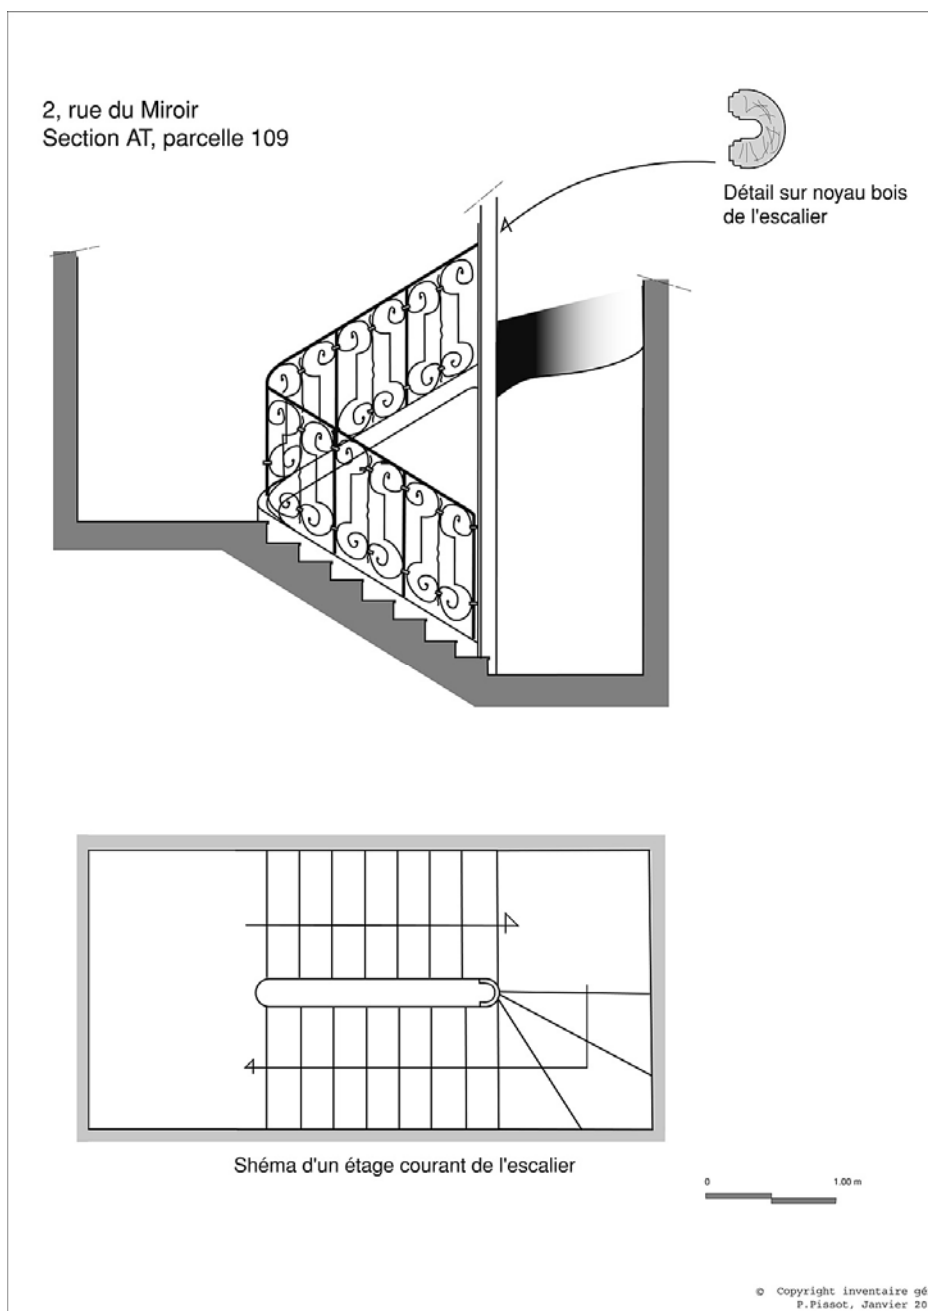 2, rue du Miroir
Section AT, parcelle 109
Détail sur noyau bois
de l'escalier
Shéma d'un étage courant de l'escalier
0 1.00 m
© Copyright inventaire gé
P.Pissot, Janvier 20